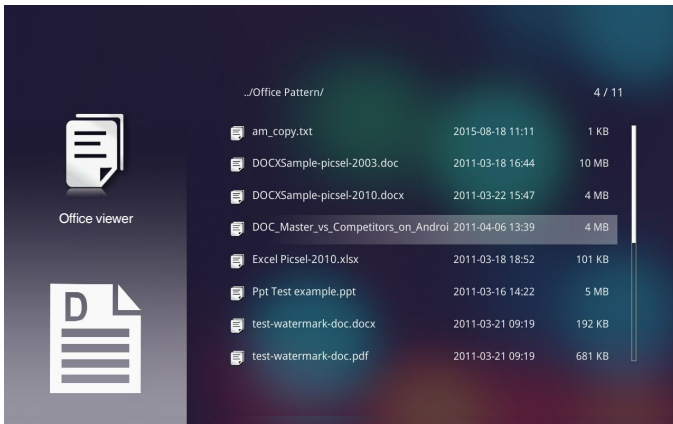 ../Office Pattern/ 4 / 11
am_copy.txt 2015-08-18 11:11 1 KB
DOCXSample-picsel-2003.doc 2011-03-18 16:44 10 MB
DOCXSample-picsel-2010.docx 2011-03-22 15:47 4 MB
Office viewer
DOC_Master_vs_Competitors_on_Androi 2011-04-06 13:39 4 MB
Excel Picsel-2010.xlsx 2011-03-18 18:52 101 KB
Ppt Test example.ppt 2011-03-16 14:22 5 MB
D
test-watermark-doc.docx 2011-03-21 09:19 192 KB
test-watermark-doc.pdf 2011-03-21 09:19 681 KB